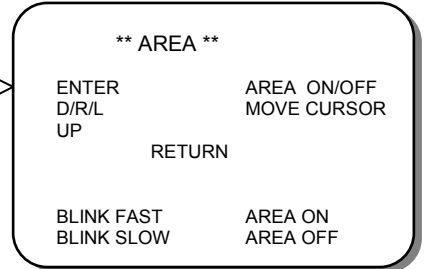 ** AREA **
ENTER AREA ON/OFF
D/R/L MOVE CURSOR
UP
RETURN
BLINK FAST AREA ON
BLINK SLOW AREA OFF